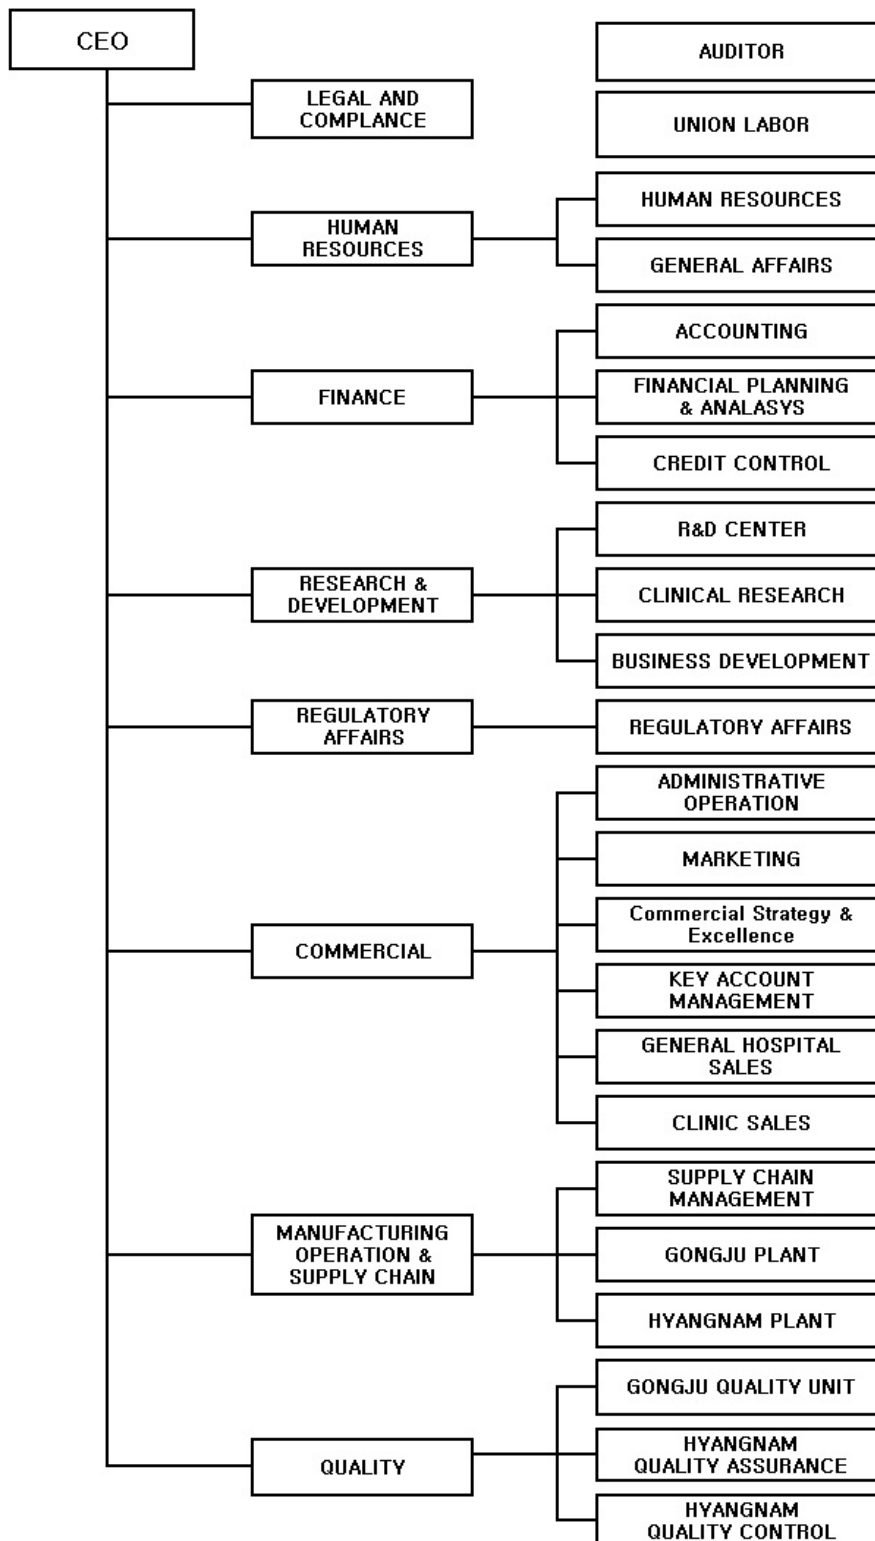 CEO
AUDITOR
LEGAL AND
COMPLANCE
UNION LABOR
HUMAN
RESOURCES
HUMAN RESOURCES
GENERAL AFFAIRS
FINANCE
ACCOUNTING
FINANCIAL PLANNING
& ANALASYS
CREDIT CONTROL
RESEARCH &
DEVELOPMENT
R&D CENTER
CLINICAL RESEARCH
BUSINESS DEVELOPMENT
REGULATORY
AFFAIRS
REGULATORY AFFAIRS
COMMERCIAL
ADMINISTRATIVE
OPERATION
MARKETING
Commercial Strategy &
Excellence
KEY ACCOUNT
MANAGEMENT
GENERAL HOSPITAL
SALES
CLINIC SALES
MANUFACTURING
OPERATION &
SUPPLY CHAIN
SUPPLY CHAIN
MANAGEMENT
GONGJU PLANT
HYANGNAM PLANT
QUALITY
GONGJU QUALITY UNIT
HYANGNAM
QUALITY ASSURANCE
HYANGNAM
QUALITY CONTROL